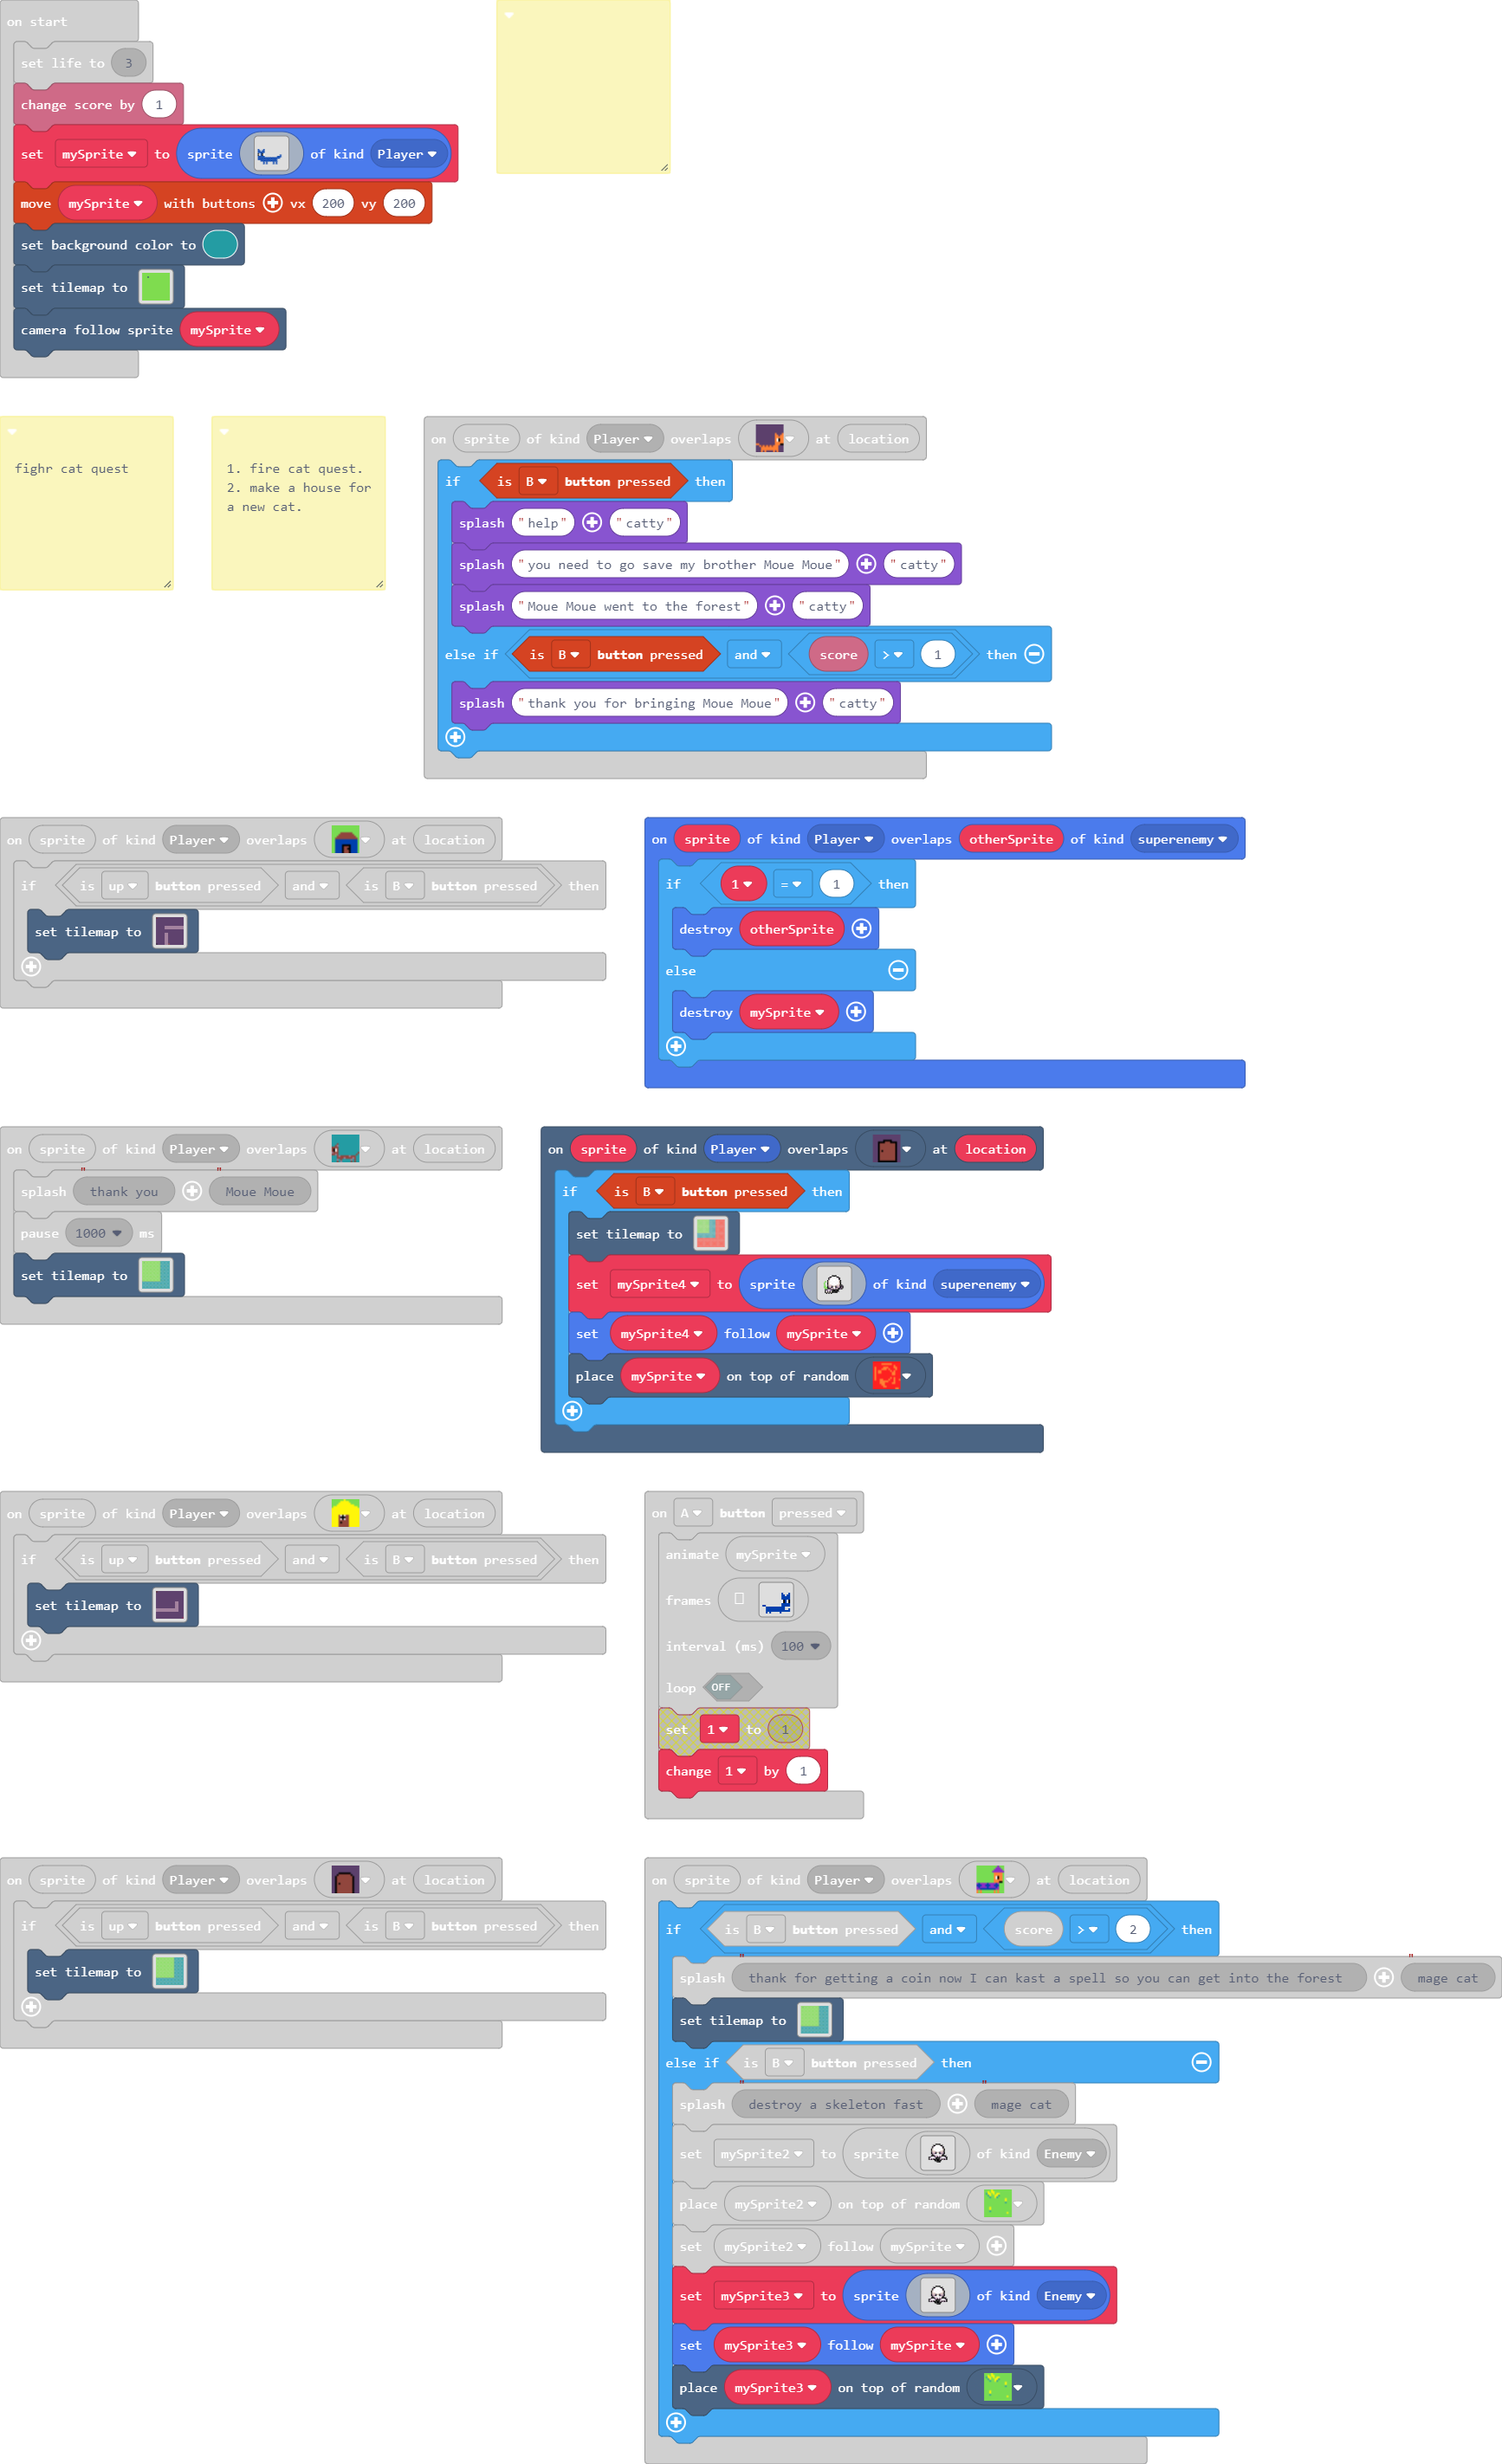 on start
set life to 3
change score by 1
set mySprite to sprite of kind Player
move mySprite with buttons vx 200 vy 200
set background color to
set tilemap to
camera follow sprite mySprite
fighr cat quest
1. fire cat quest.
2. make a house for
a new cat.
on sprite of kind Player overlaps at location
if is B button pressed then
splash "help" "catty"
splash "you need to go save my brother Moue Moue" "catty"
splash "Moue Moue went to the forest" "catty"
else if is B button pressed and score > 1 then
splash "thank you for bringing Moue Moue" "catty"
on sprite of kind Player overlaps at location
if is up button pressed and is B button pressed then
set tilemap to
on sprite of kind Player overlaps otherSprite of kind superenemy
if 1 = 1 then
destroy otherSprite
else
destroy mySprite
on sprite of kind Player overlaps at location
splash "thank you" "Moue Moue"
pause 1000 ms
set tilemap to
on sprite of kind Player overlaps at location
if is B button pressed then
set tilemap to
set mySprite4 to sprite of kind superenemy
set mySprite4 follow mySprite
place mySprite on top of random
on sprite of kind Player overlaps at location
if is up button pressed and is B button pressed then
set tilemap to
on A button pressed
animate mySprite
frames
interval (ms) 100
loop OFF
set 1 to 1
change 1 by 1
on sprite of kind Player overlaps at location
if is up button pressed and is B button pressed then
set tilemap to
on sprite of kind Player overlaps at location
if is B button pressed and score > 2 then
splash "thank for getting a coin now I can kast a spell so you can get into the forest" "mage cat"
set tilemap to
else if is B button pressed then
splash "destroy a skeleton fast" "mage cat"
set mySprite2 to sprite of kind Enemy
place mySprite2 on top of random
set mySprite2 follow mySprite
set mySprite3 to sprite of kind Enemy
set mySprite3 follow mySprite
place mySprite3 on top of random